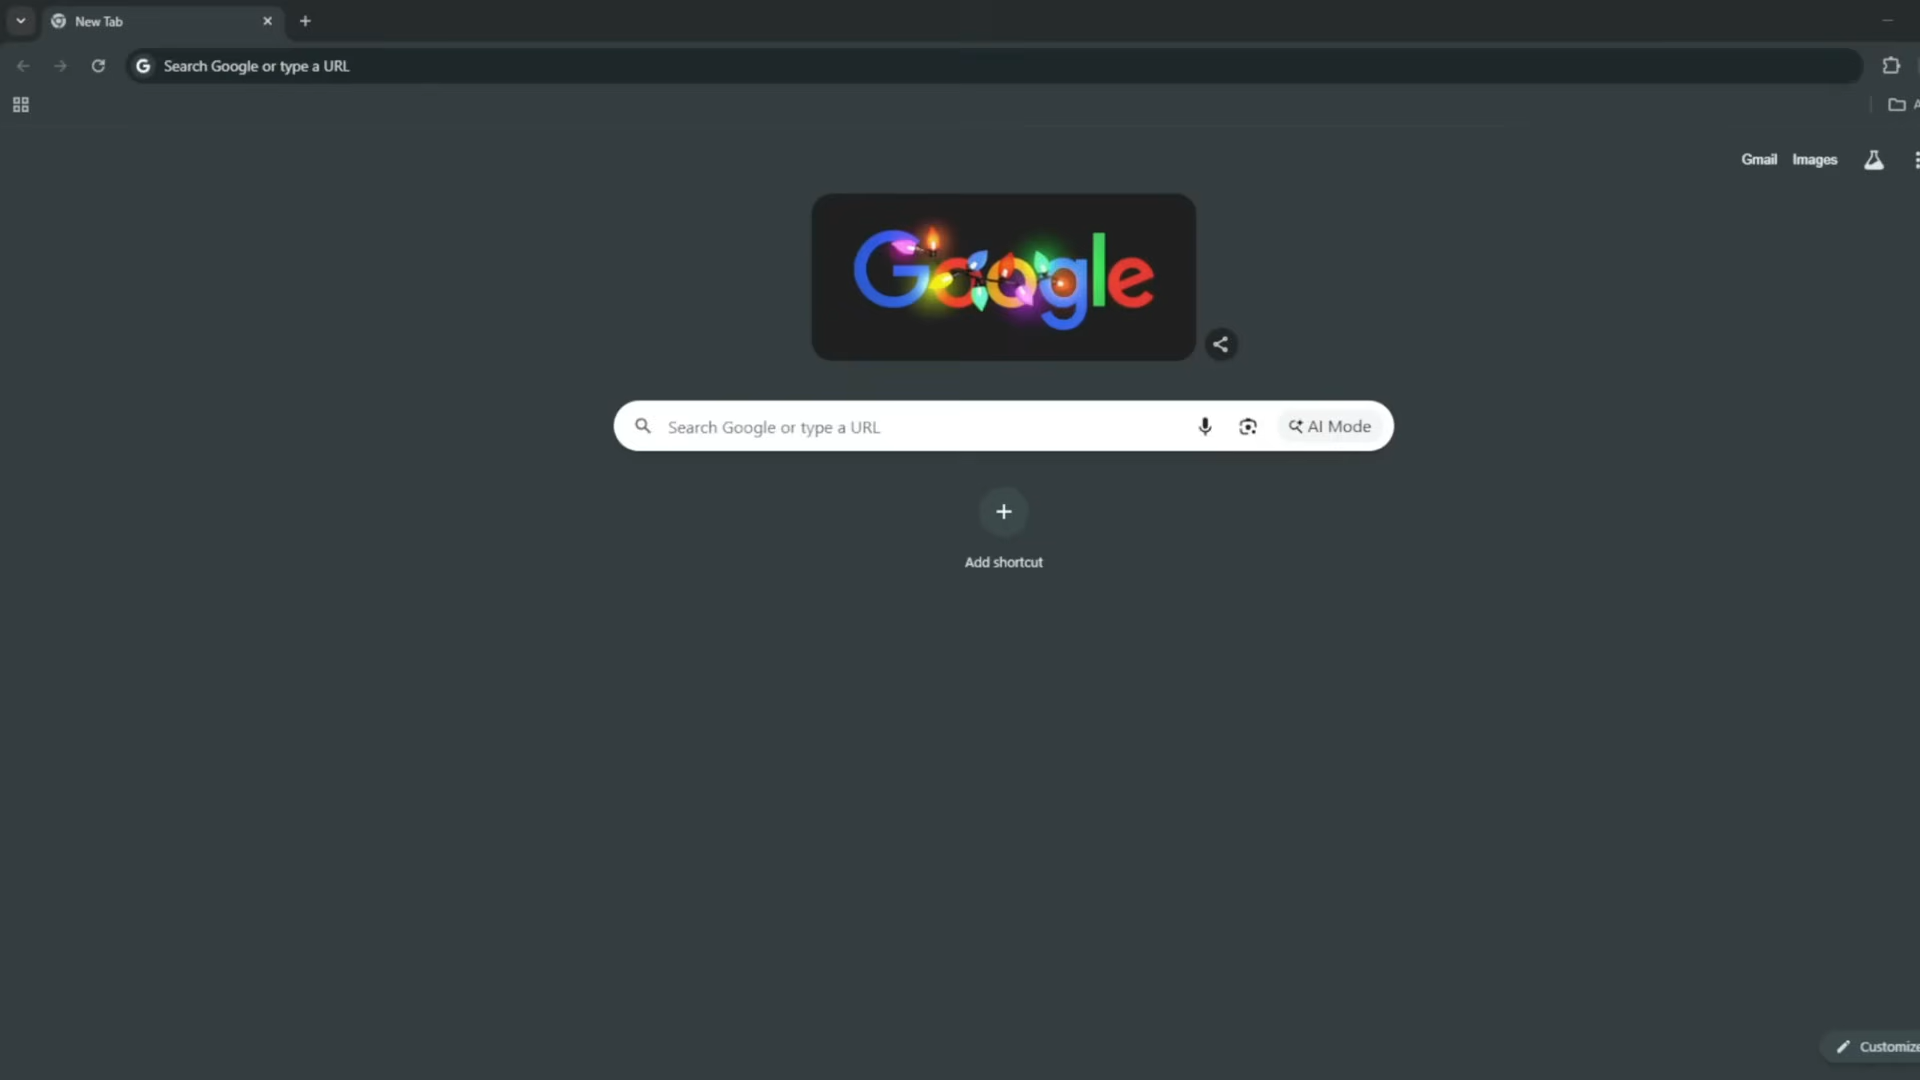 New Tab
Search Google or type a URL
Gmail Images
Google
Search Google or type a URL
AI Mode
Add shortcut
Customize